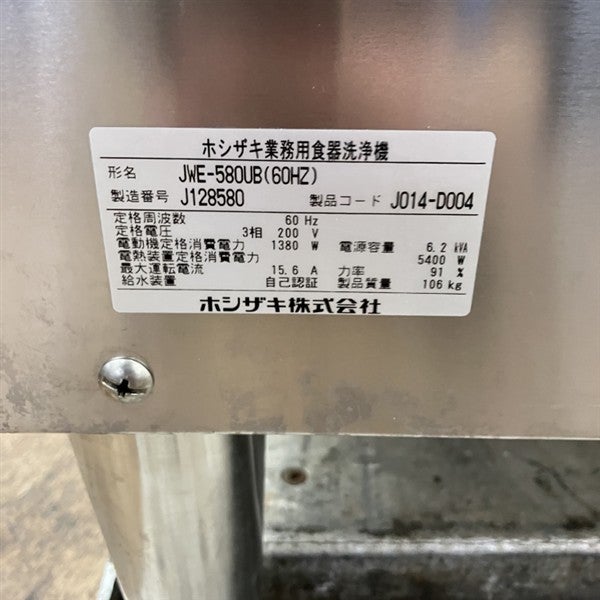 ホシザキ業務用食器洗浄機
形名 JWE-580UB(60HZ)
製造番号 J128580 製品コード J014-D004
定格周波数 60 Hz
定格電圧 3相 200 V
電動機定格消費電力 1380 W 電源容量 6.2 kVA
電熱装置定格消費電力 5400 W
最大運転電流 15.6 A 力率 91 %
給水装置 自己認証 製品質量 106 kg
ホシザキ株式会社